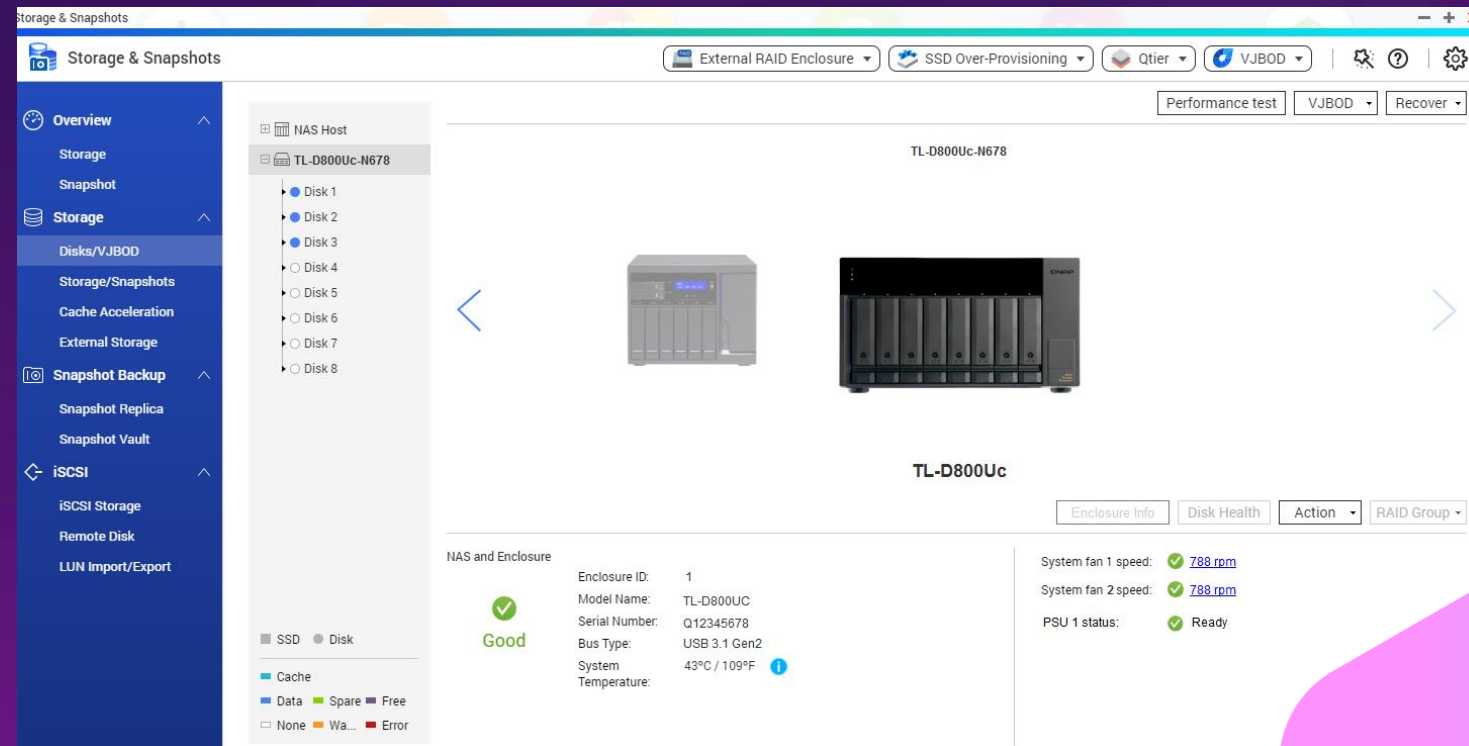 Storage & Snapshots
Storage & Snapshots
External RAID Enclosure
SSD Over-Provisioning
Qtier
VJBOD
Performance test
VJBOD
Recover
Overview
Storage
Snapshot
Storage
Disks/VJBOD
Storage/Snapshots
Cache Acceleration
External Storage
Snapshot Backup
Snapshot Replica
Snapshot Vault
iSCSI
iSCSI Storage
Remote Disk
LUN Import/Export
NAS Host
TL-D800Uc-N678
Disk 1
Disk 2
Disk 3
Disk 4
Disk 5
Disk 6
Disk 7
Disk 8
SSD Disk
Cache
Data Spare Free
None Wa... Error
TL-D800Uc-N678
QNAP
TL-D800Uc
Enclosure Info
Disk Health
Action
RAID Group
NAS and Enclosure
Good
Enclosure ID: 1
Model Name: TL-D800UC
Serial Number: Q12345678
Bus Type: USB 3.1 Gen2
System 43ºC / 109ºF
Temperature:
System fan 1 speed: 788 rpm
System fan 2 speed: 788 rpm
PSU 1 status: Ready